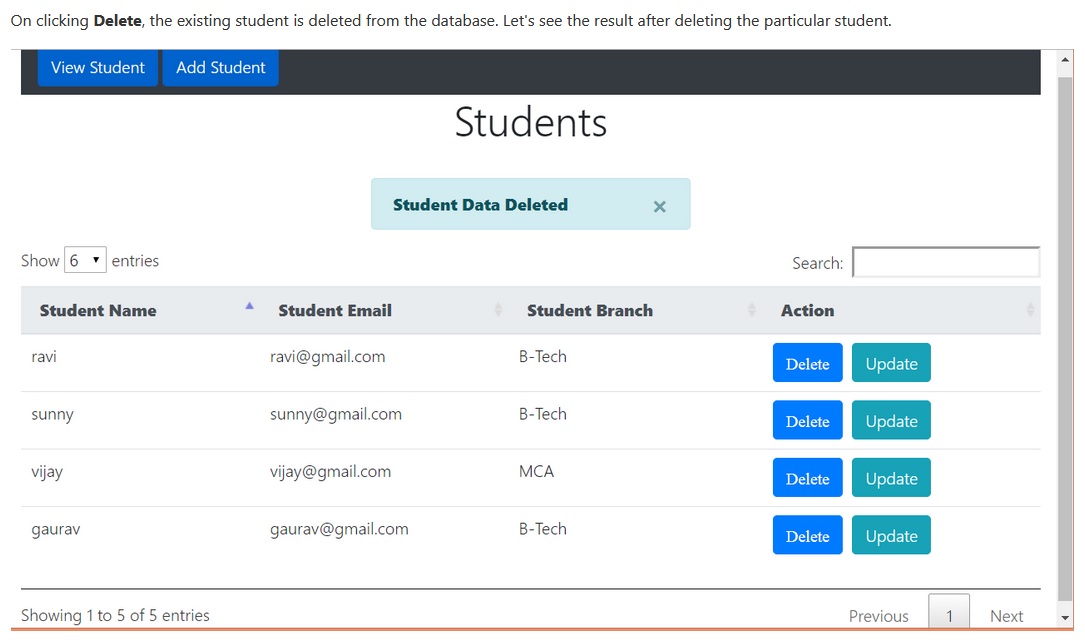 On clicking Delete, the existing student is deleted from the database. Let's see the result after deleting the particular student.
View Student Add Student
Students
Student Data Deleted ×
Show 6 entries Search:
Student Name Student Email Student Branch Action
ravi ravi@gmail.com B-Tech Delete Update
sunny sunny@gmail.com B-Tech Delete Update
vijay vijay@gmail.com MCA Delete Update
gaurav gaurav@gmail.com B-Tech Delete Update
Showing 1 to 5 of 5 entries Previous 1 Next